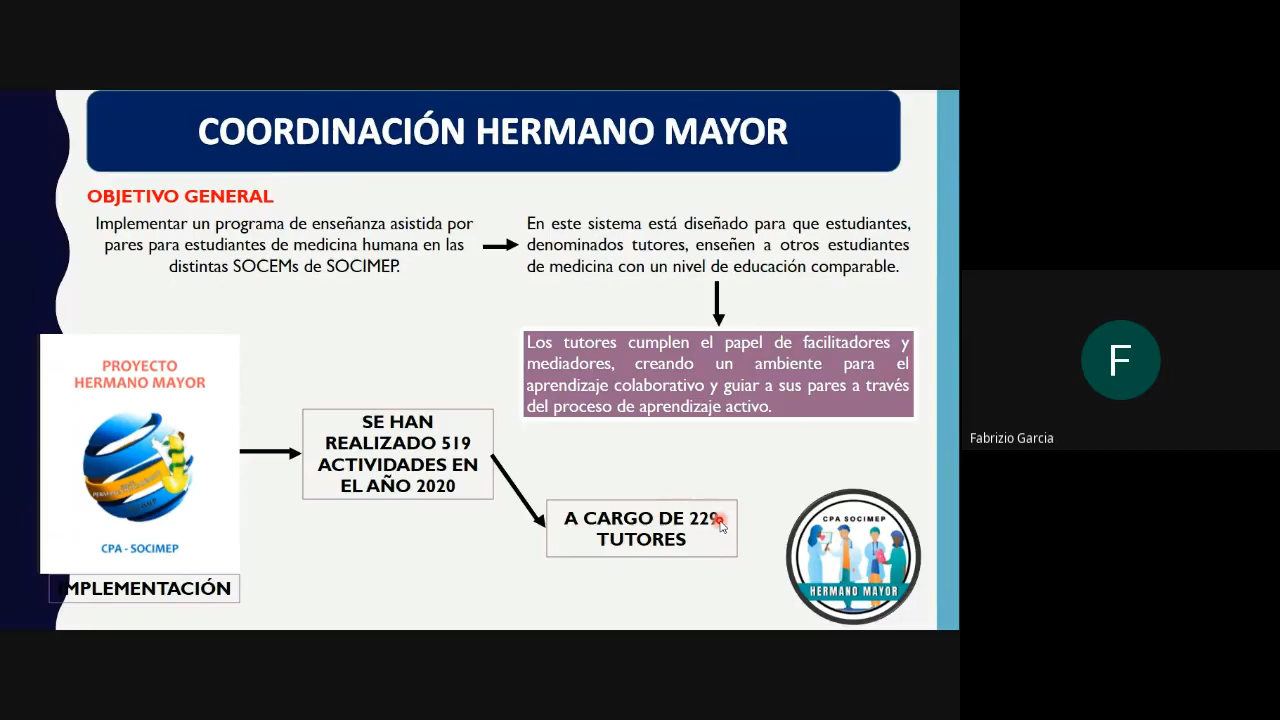 COORDINACIÓN HERMANO MAYOR
OBJETIVO GENERAL
Implementar un programa de enseñanza asistida por
pares para estudiantes de medicina humana en las
distintas SOCEMs de SOCIMEP.
En este sistema está diseñado para que estudiantes,
denominados tutores, enseñen a otros estudiantes
de medicina con un nivel de educación comparable.
Los tutores cumplen el papel de facilitadores y
mediadores, creando un ambiente para el
aprendizaje colaborativo y guiar a sus pares a través
del proceso de aprendizaje activo.
PROYECTO
HERMANO MAYOR
CPA - SOCIMEP
IMPLEMENTACIÓN
SE HAN
REALIZADO 519
ACTIVIDADES EN
EL AÑO 2020
A CARGO DE 229
TUTORES
CPA SOCIMEP
HERMANO MAYOR
F
Fabrizio Garcia